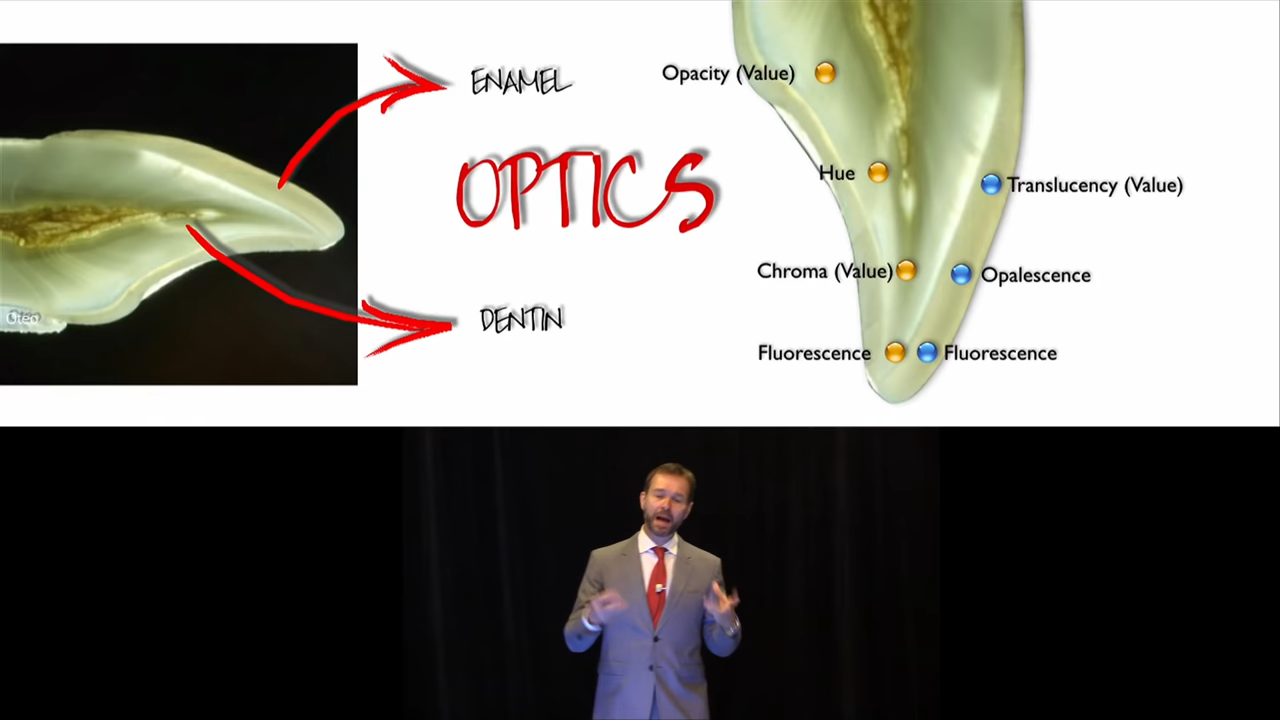 ENAMEL
OPTICS
DENTIN
Opacity (Value)
Hue
Translucency (Value)
Chroma (Value)
Opalescence
Fluorescence
Fluorescence